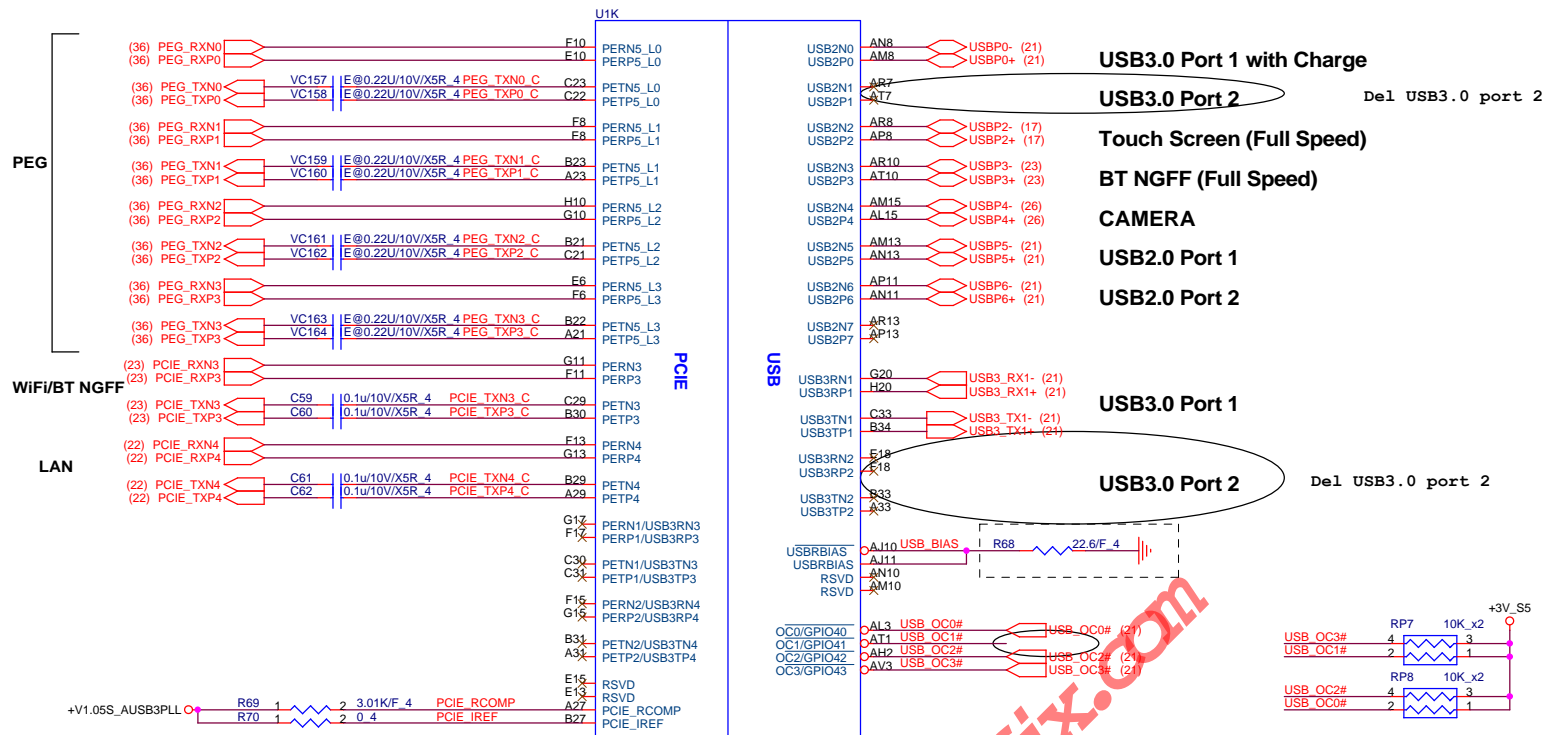 U1K
PEG
(36) PEG_RXN0 F10 PERN5_L0
(36) PEG_RXP0 E10 PERP5_L0
(36) PEG_TXN0 VC157 E@0.22U/10V/X5R_4 PEG_TXN0_C C23 PETN5_L0
(36) PEG_TXP0 VC158 E@0.22U/10V/X5R_4 PEG_TXP0_C C22 PETP5_L0
(36) PEG_RXN1 F8 PERN5_L1
(36) PEG_RXP1 E8 PERP5_L1
(36) PEG_TXN1 VC159 E@0.22U/10V/X5R_4 PEG_TXN1_C B23 PETN5_L1
(36) PEG_TXP1 VC160 E@0.22U/10V/X5R_4 PEG_TXP1_C A23 PETP5_L1
(36) PEG_RXN2 H10 PERN5_L2
(36) PEG_RXP2 G10 PERP5_L2
(36) PEG_TXN2 VC161 E@0.22U/10V/X5R_4 PEG_TXN2_C B21 PETN5_L2
(36) PEG_TXP2 VC162 E@0.22U/10V/X5R_4 PEG_TXP2_C C21 PETP5_L2
(36) PEG_RXN3 E6 PERN5_L3
(36) PEG_RXP3 F6 PERP5_L3
(36) PEG_TXN3 VC163 E@0.22U/10V/X5R_4 PEG_TXN3_C B22 PETN5_L3
(36) PEG_TXP3 VC164 E@0.22U/10V/X5R_4 PEG_TXP3_C A21 PETP5_L3
WiFi/BT NGFF
(23) PCIE_RXN3 G11 PERN3
(23) PCIE_RXP3 F11 PERP3
(23) PCIE_TXN3 C59 0.1u/10V/X5R_4 PCIE_TXN3_C C29 PETN3
(23) PCIE_TXP3 C60 0.1u/10V/X5R_4 PCIE_TXP3_C B30 PETP3
LAN
(22) PCIE_RXN4 F13 PERN4
(22) PCIE_RXP4 G13 PERP4
(22) PCIE_TXN4 C61 0.1u/10V/X5R_4 PCIE_TXN4_C B29 PETN4
(22) PCIE_TXP4 C62 0.1u/10V/X5R_4 PCIE_TXP4_C A29 PETP4
G17 PERN1/USB3RN3
F17 PERP1/USB3RP3
C30 PETN1/USB3TN3
C31 PETP1/USB3TP3
F15 PERN2/USB3RN4
G15 PERP2/USB3RP4
B31 PETN2/USB3TN4
A31 PETP2/USB3TP4
E15 RSVD
E13 RSVD
+V1.05S_AUSB3PLL
R69 1 2 3.01K/F_4 PCIE_RCOMP A27 PCIE_RCOMP
R70 1 2 0_4 PCIE_IREF B27 PCIE_IREF
PCIE
USB
USB2N0 AN8 USBP0- (21)
USB2P0 AM8 USBP0+ (21)
USB3.0 Port 1 with Charge
USB2N1 AR7
USB2P1 AT7
USB3.0 Port 2
Del USB3.0 port 2
USB2N2 AR8 USBP2- (17)
USB2P2 AP8 USBP2+ (17)
Touch Screen (Full Speed)
USB2N3 AR10 USBP3- (23)
USB2P3 AT10 USBP3+ (23)
BT NGFF (Full Speed)
USB2N4 AM15 USBP4- (26)
USB2P4 AL15 USBP4+ (26)
CAMERA
USB2N5 AM13 USBP5- (21)
USB2P5 AN13 USBP5+ (21)
USB2.0 Port 1
USB2N6 AP11 USBP6- (21)
USB2P6 AN11 USBP6+ (21)
USB2.0 Port 2
USB2N7 AR13
USB2P7 AP13
USB3RN1 G20 USB3_RX1- (21)
USB3RP1 H20 USB3_RX1+ (21)
USB3.0 Port 1
USB3TN1 C33 USB3_TX1- (21)
USB3TP1 B34 USB3_TX1+ (21)
USB3RN2 E18
USB3RP2 F18
USB3.0 Port 2
Del USB3.0 port 2
USB3TN2 B33
USB3TP2 A33
USBRBIAS AJ10 USB_BIAS R68 22.6/F_4
USBRBIAS AJ11
RSVD AN10
RSVD AM10
OC0/GPIO40 AL3 USB_OC0# USB_OC0# (21)
OC1/GPIO41 AT1 USB_OC1#
OC2/GPIO42 AH2 USB_OC2# USB_OC2# (21)
OC3/GPIO43 AV3 USB_OC3# USB_OC3# (21)
+3V_S5
RP7 10K_x2
USB_OC3# 4 3
USB_OC1# 2 1
RP8 10K_x2
USB_OC2# 4 3
USB_OC0# 2 1